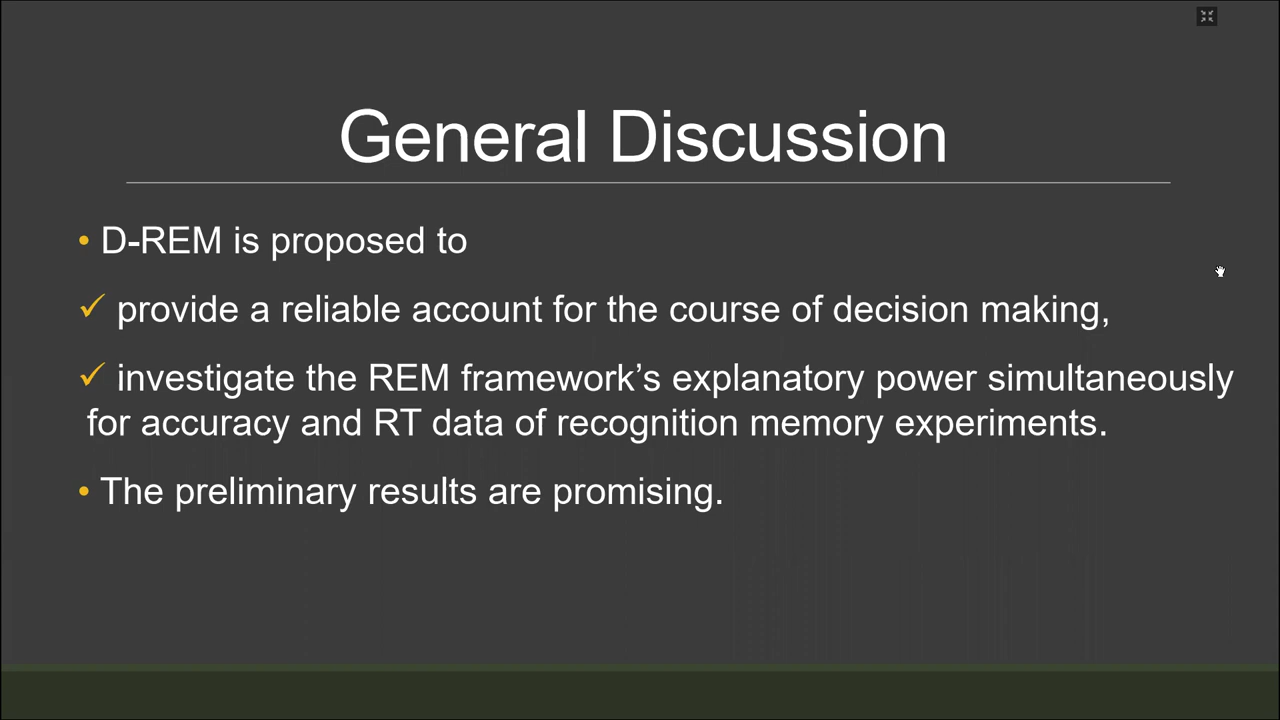 General Discussion
• D-REM is proposed to
✓ provide a reliable account for the course of decision making,
✓ investigate the REM framework’s explanatory power simultaneously
for accuracy and RT data of recognition memory experiments.
• The preliminary results are promising.